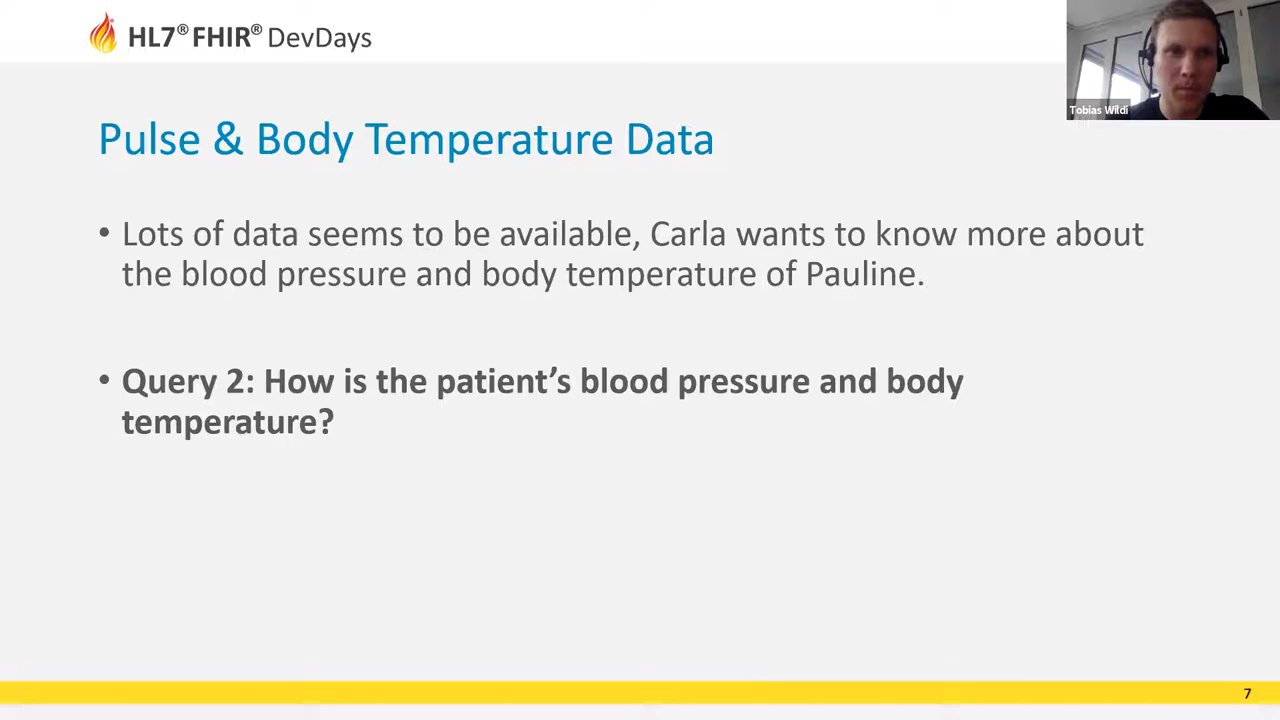 HL7® FHIR® DevDays
Tobias Wildi
Pulse & Body Temperature Data
• Lots of data seems to be available, Carla wants to know more about
the blood pressure and body temperature of Pauline.
• Query 2: How is the patient’s blood pressure and body
temperature?
7